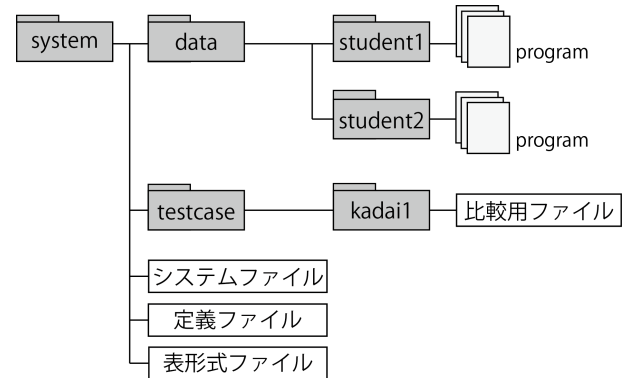 system
data
student1
program
student2
program
testcase
kadai1
比較用ファイル
システムファイル
定義ファイル
表形式ファイル